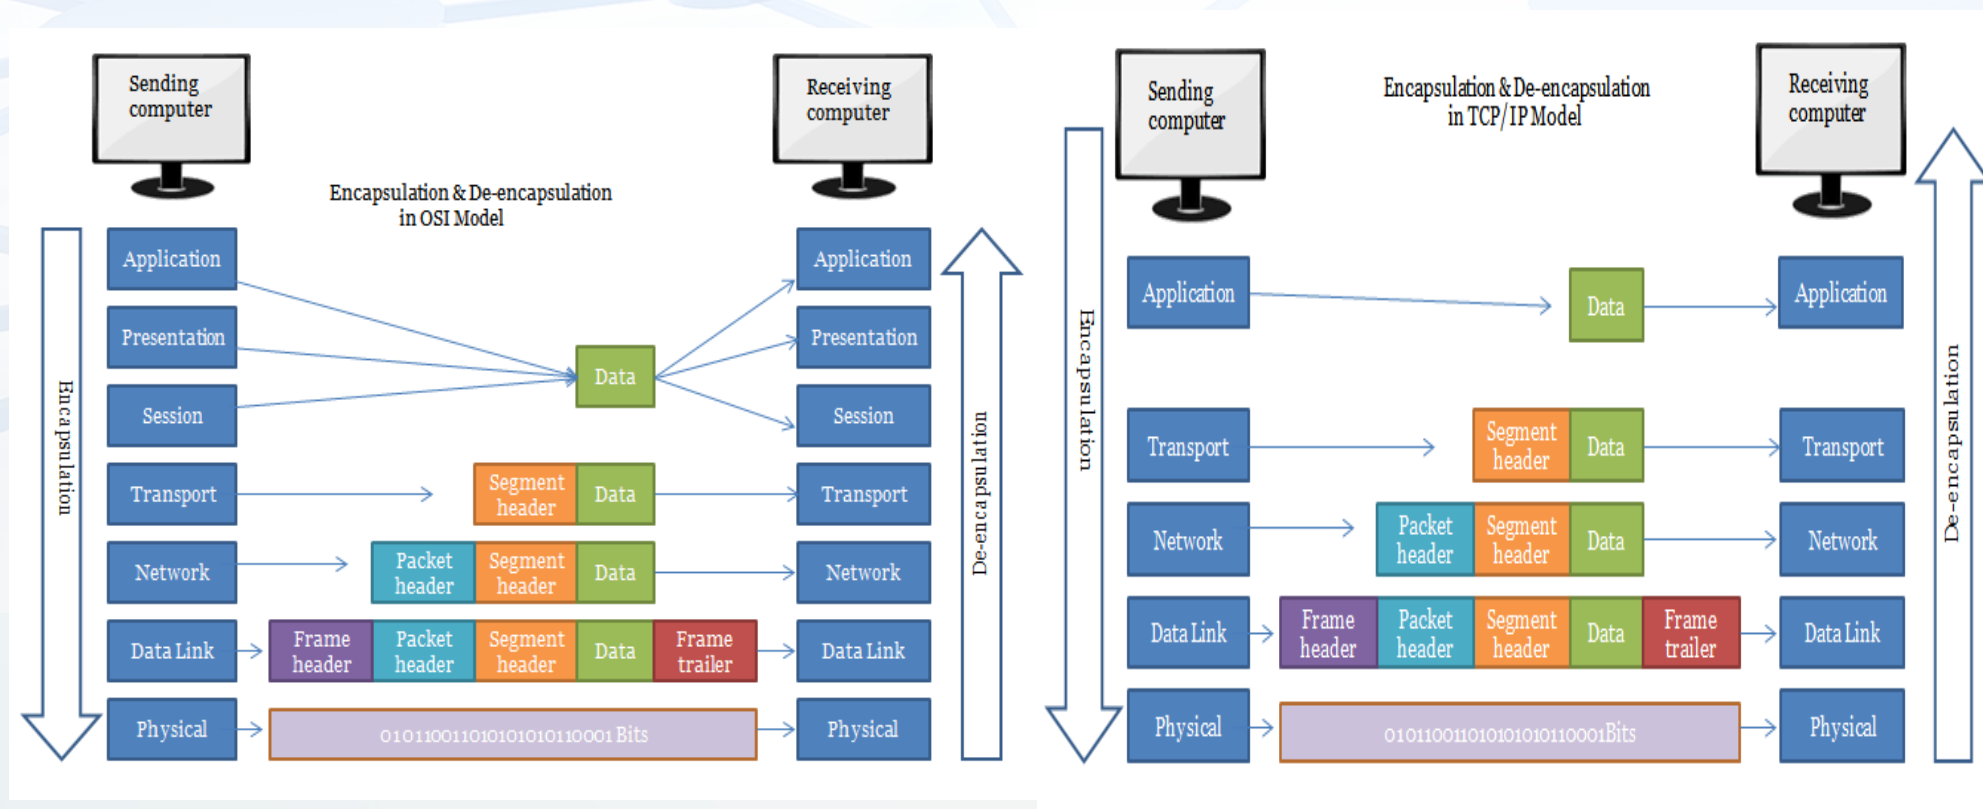 Sending
computer
Receiving
computer
Encapsulation & De-encapsulation
in OSI Model
Encapsulation
De-encapsulation
Application
Application
Presentation
Presentation
Data
Session
Session
Transport
Segment
header
Data
Transport
Network
Packet
header
Segment
header
Data
Network
Data Link
Frame
header
Packet
header
Segment
header
Data
Frame
trailer
Data Link
Physical
010110011010101010110001 Bits
Physical
Sending
computer
Encapsulation & De-encapsulation
in TCP/IP Model
Receiving
computer
Encapsulation
De-encapsulation
Application
Data
Application
Transport
Segment
header
Data
Transport
Network
Packet
header
Segment
header
Data
Network
Data Link
Frame
header
Packet
header
Segment
header
Data
Frame
trailer
Data Link
Physical
010110011010101010110001Bits
Physical